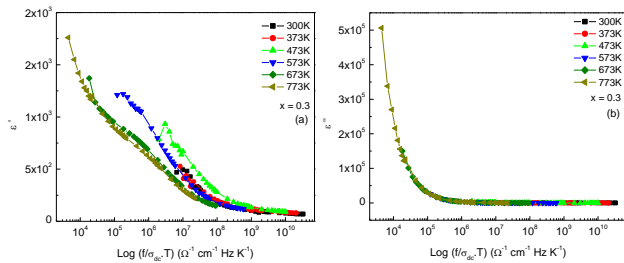 2x10³
2x10³
1x10³
5x10²
0
ε '
300K
373K
473K
573K
673K
773K
x = 0.3
(a)
10⁴ 10⁵ 10⁶ 10⁷ 10⁸ 10⁹ 10¹⁰
Log (f/σdc.T) (Ω⁻¹ cm⁻¹ Hz K⁻¹)
5x10⁵
4x10⁵
3x10⁵
2x10⁵
1x10⁵
0
ε "
300K
373K
473K
573K
673K
773K
x = 0.3
(b)
10⁴ 10⁵ 10⁶ 10⁷ 10⁸ 10⁹ 10¹⁰
Log (f/σdc.T) (Ω⁻¹ cm⁻¹ Hz K⁻¹)